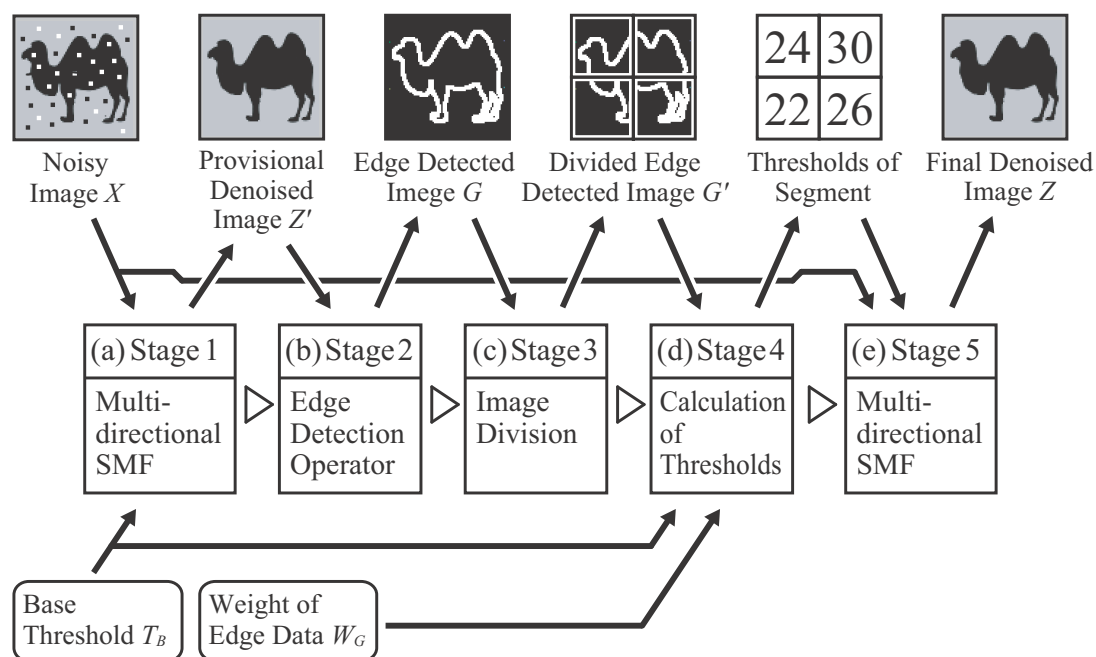 24 30
22 26
Noisy
Image X
Provisional
Denoised
Image Z'
Edge Detected
Imege G
Divided Edge
Detected Image G'
Thresholds of
Segment
Final Denoised
Image Z
(a) Stage 1
Multi-
directional
SMF
(b) Stage 2
Edge
Detection
Operator
(c) Stage 3
Image
Division
(d) Stage 4
Calculation
of
Thresholds
(e) Stage 5
Multi-
directional
SMF
Base
Threshold T_B
Weight of
Edge Data W_G